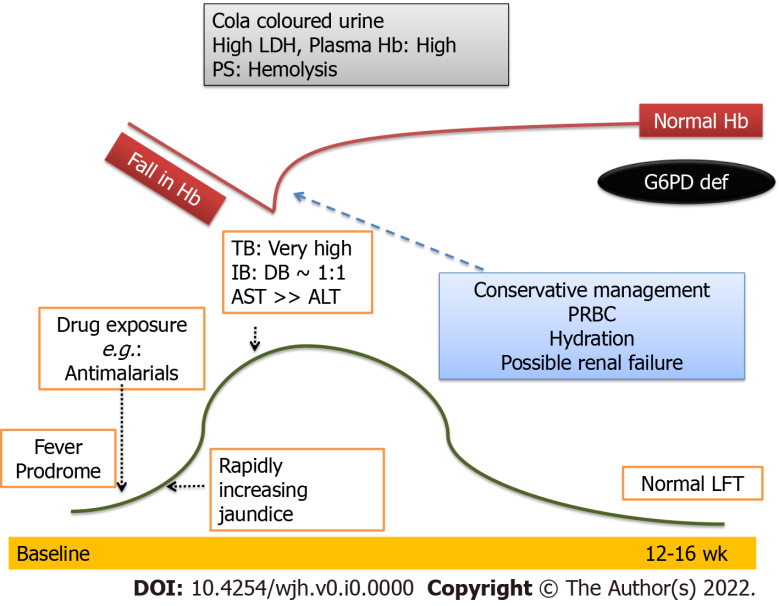 Cola coloured urine
High LDH, Plasma Hb: High
PS: Hemolysis
Normal Hb
Fall in Hb
G6PD def
TB: Very high
IB: DB ~ 1:1
AST >> ALT
Conservative management
PRBC
Hydration
Possible renal failure
Drug exposure
e.g.:
Antimalarials
Fever
Prodrome
Rapidly
increasing
jaundice
Normal LFT
Baseline
12-16 wk
DOI: 10.4254/wjh.v0.i0.0000 Copyright © The Author(s) 2022.